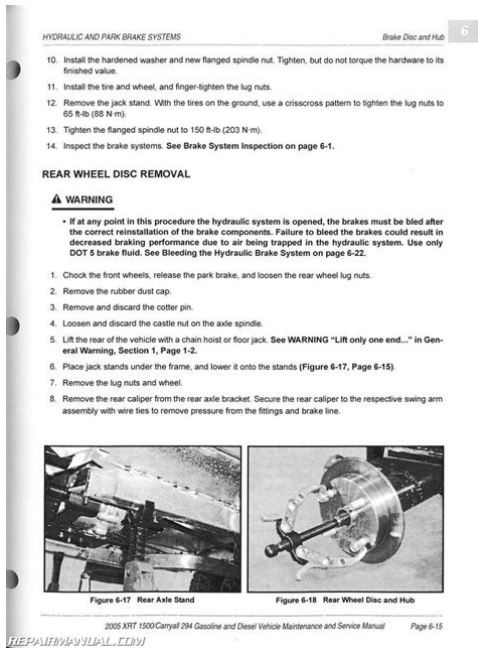 HYDRAULIC AND PARK BRAKE SYSTEMS
Brake Disc and Hub
6
10. Install the hardened washer and new flanged spindle nut. Tighten, but do not torque the hardware to its
finished value.
11. Install the tire and wheel, and finger-tighten the lug nuts.
12. Remove the jack stand. With the tires on the ground, use a crisscross pattern to tighten the lug nuts to
65 ft-lb (88 N·m).
13. Tighten the flanged spindle nut to 150 ft-lb (203 N·m).
14. Inspect the brake systems. See Brake System Inspection on page 6-1.
REAR WHEEL DISC REMOVAL
WARNING
• If at any point in this procedure the hydraulic system is opened, the brakes must be bled after
the correct reinstallation of the brake components. Failure to bleed the brakes could result in
decreased braking performance due to air being trapped in the hydraulic system. Use only
DOT 5 brake fluid. See Bleeding the Hydraulic Brake System on page 6-22.
1. Chock the front wheels, release the park brake, and loosen the rear wheel lug nuts.
2. Remove the rubber dust cap.
3. Remove and discard the cotter pin.
4. Loosen and discard the castle nut on the axle spindle.
5. Lift the rear of the vehicle with a chain hoist or floor jack. See WARNING “Lift only one end...” in Gen-
eral Warning, Section 1, Page 1-2.
6. Place jack stands under the frame, and lower it onto the stands (Figure 6-17, Page 6-15).
7. Remove the lug nuts and wheel.
8. Remove the rear caliper from the rear axle bracket. Secure the rear caliper to the respective swing arm
assembly with wire ties to remove pressure from the fittings and brake line.
Figure 6-17 Rear Axle Stand
Figure 6-18 Rear Wheel Disc and Hub
2005 XRT 1500/Carryall 294 Gasoline and Diesel Vehicle Maintenance and Service Manual
Page 6-15
REPAIRMANUAL.COM